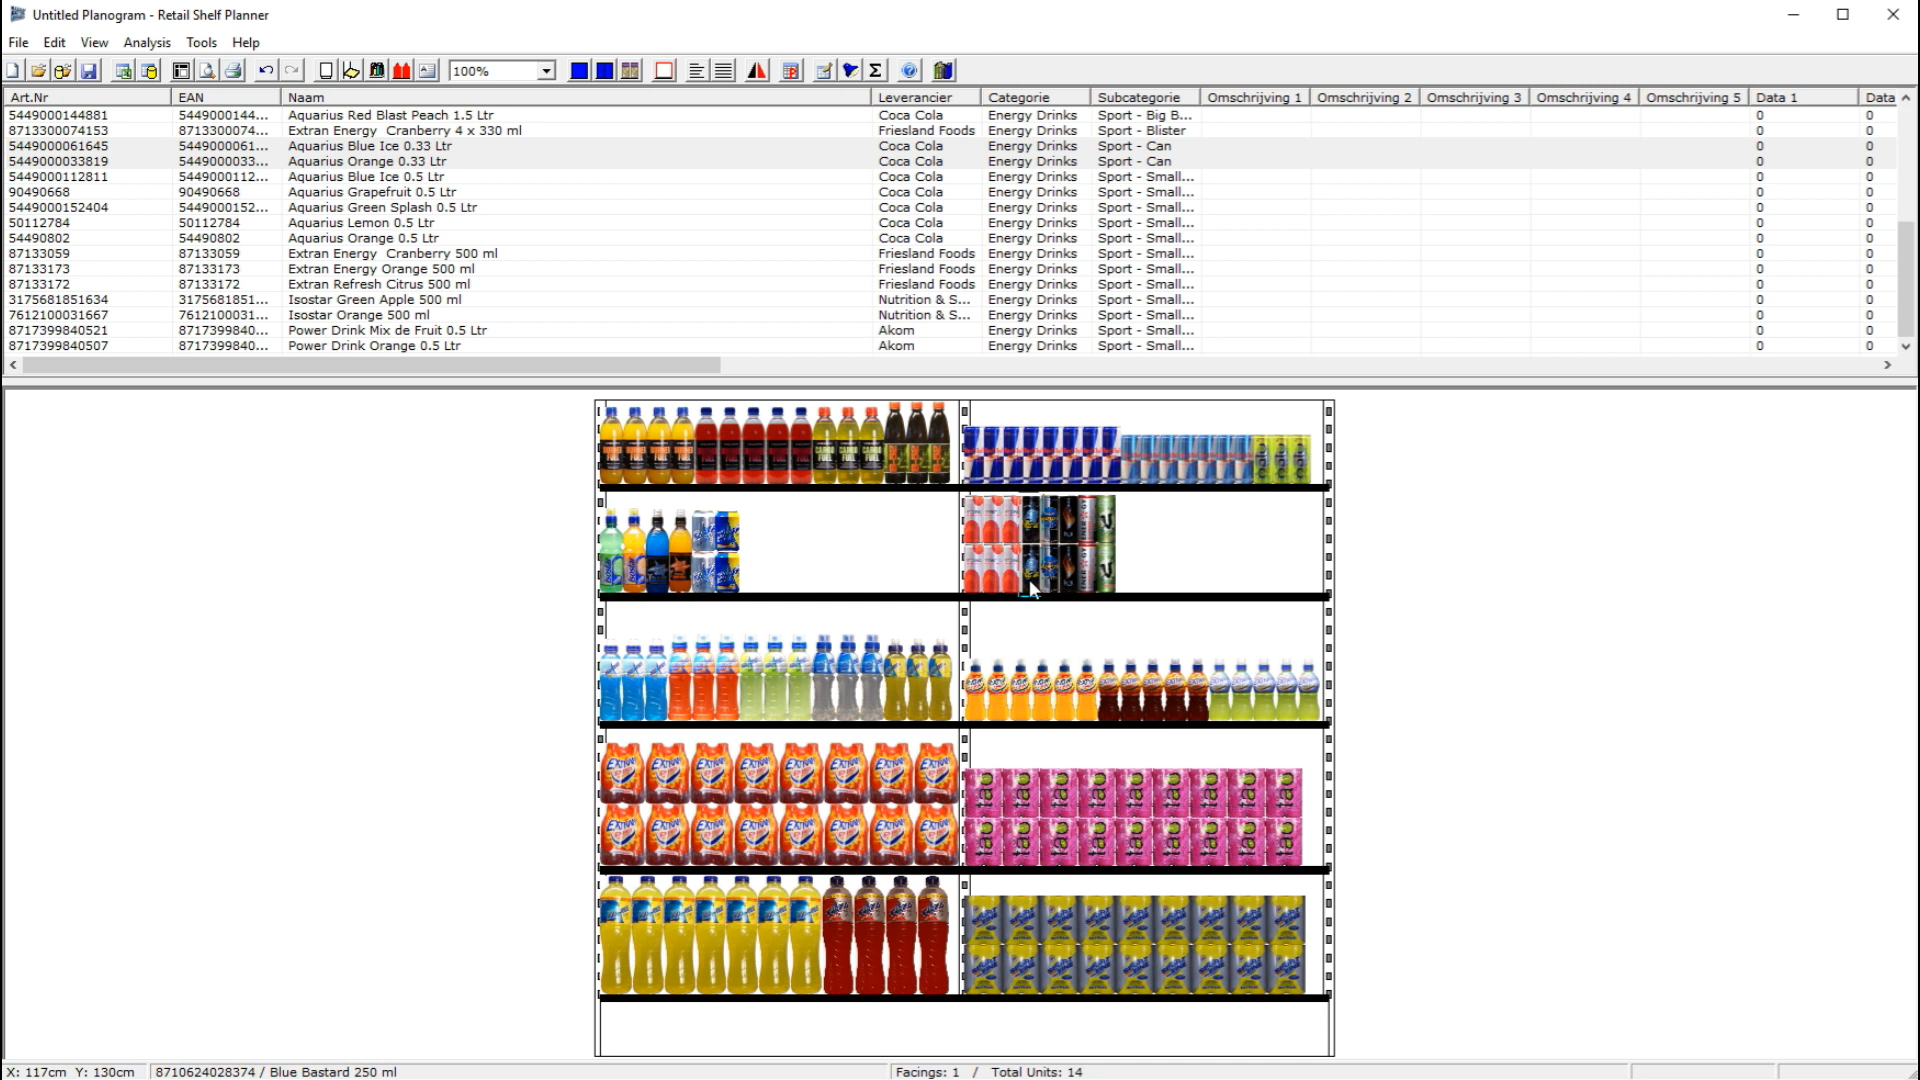 Untitled Planogram - Retail Shelf Planner
File Edit View Analysis Tools Help
100%
Art.Nr EAN Naam Leverancier Categorie Subcategorie Omschrijving 1 Omschrijving 2 Omschrijving 3 Omschrijving 4 Omschrijving 5 Data 1 Data
5449000144881 5449000144... Aquarius Red Blast Peach 1.5 Ltr Coca Cola Energy Drinks Sport - Big B... 0 0
8713300074153 8713300074... Extran Energy  Cranberry 4 x 330 ml Friesland Foods Energy Drinks Sport - Blister 0 0
5449000061645 5449000061... Aquarius Blue Ice 0.33 Ltr Coca Cola Energy Drinks Sport - Can 0 0
5449000033819 5449000033... Aquarius Orange 0.33 Ltr Coca Cola Energy Drinks Sport - Can 0 0
5449000112811 5449000112... Aquarius Blue Ice 0.5 Ltr Coca Cola Energy Drinks Sport - Small... 0 0
90490668 90490668 Aquarius Grapefruit 0.5 Ltr Coca Cola Energy Drinks Sport - Small... 0 0
5449000152404 5449000152... Aquarius Green Splash 0.5 Ltr Coca Cola Energy Drinks Sport - Small... 0 0
50112784 50112784 Aquarius Lemon 0.5 Ltr Coca Cola Energy Drinks Sport - Small... 0 0
54490802 54490802 Aquarius Orange 0.5 Ltr Coca Cola Energy Drinks Sport - Small... 0 0
87133059 87133059 Extran Energy  Cranberry 500 ml Friesland Foods Energy Drinks Sport - Small... 0 0
87133173 87133173 Extran Energy Orange 500 ml Friesland Foods Energy Drinks Sport - Small... 0 0
87133172 87133172 Extran Refresh Citrus 500 ml Friesland Foods Energy Drinks Sport - Small... 0 0
3175681851634 3175681851... Isostar Green Apple 500 ml Nutrition & S... Energy Drinks Sport - Small... 0 0
7612100031667 7612100031... Isostar Orange 500 ml Nutrition & S... Energy Drinks Sport - Small... 0 0
8717399840521 8717399840... Power Drink Mix de Fruit 0.5 Ltr Akom Energy Drinks Sport - Small... 0 0
8717399840507 8717399840... Power Drink Orange 0.5 Ltr Akom Energy Drinks Sport - Small... 0 0
X: 117cm Y: 130cm 8710624028374 / Blue Bastard 250 ml Facings: 1 / Total Units: 14